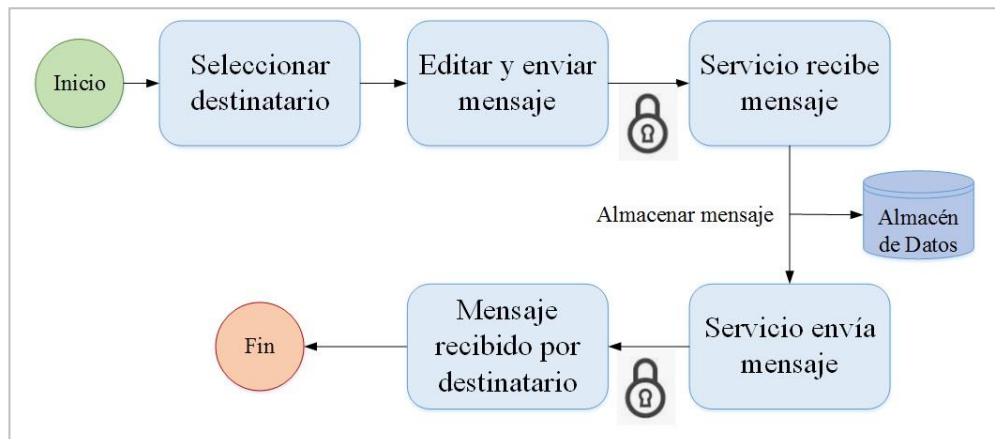 Inicio
Seleccionar
destinatario
Editar y enviar
mensaje
Servicio recibe
mensaje
Almacenar mensaje
Almacén
de Datos
Servicio envía
mensaje
Mensaje
recibido por
destinatario
Fin